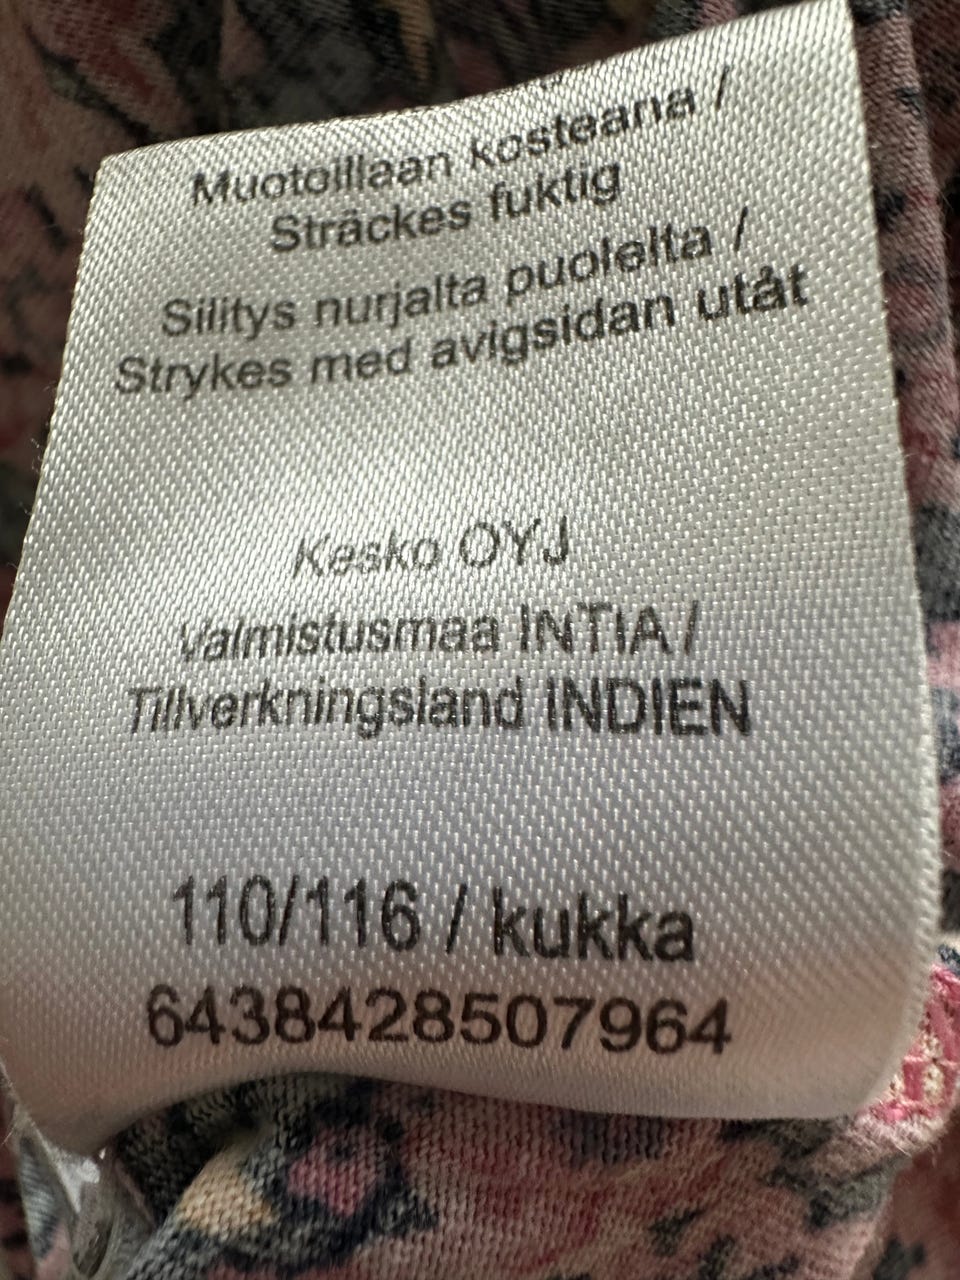 Muotoillaan kosteana /
Sträckes fuktig
Silitys nurjalta puolelta /
Strykes med avigsidan utåt
Kesko OYJ
Valmistusmaa INTIA /
Tillverkningsland INDIEN
110/116 / kukka
6438428507964